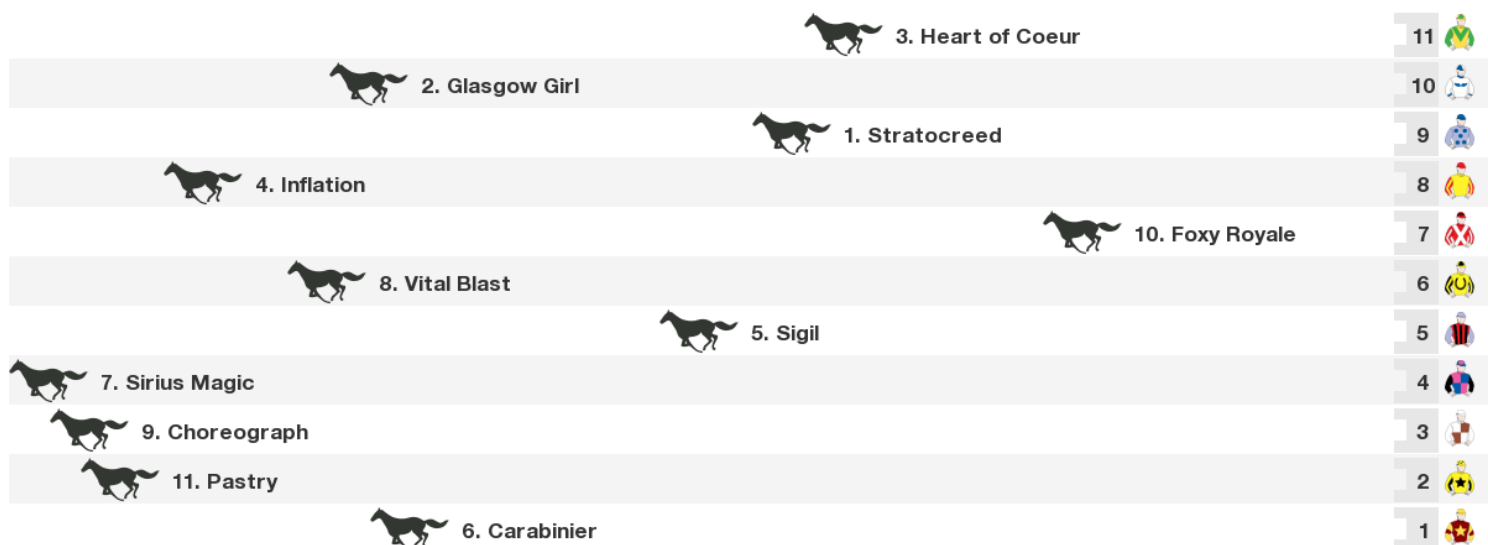 3. Heart of Coeur 11
2. Glasgow Girl 10
1. Stratocreed 9
4. Inflation 8
10. Foxy Royale 7
8. Vital Blast 6
5. Sigil 5
7. Sirius Magic 4
9. Choreograph 3
11. Pastry 2
6. Carabinier 1